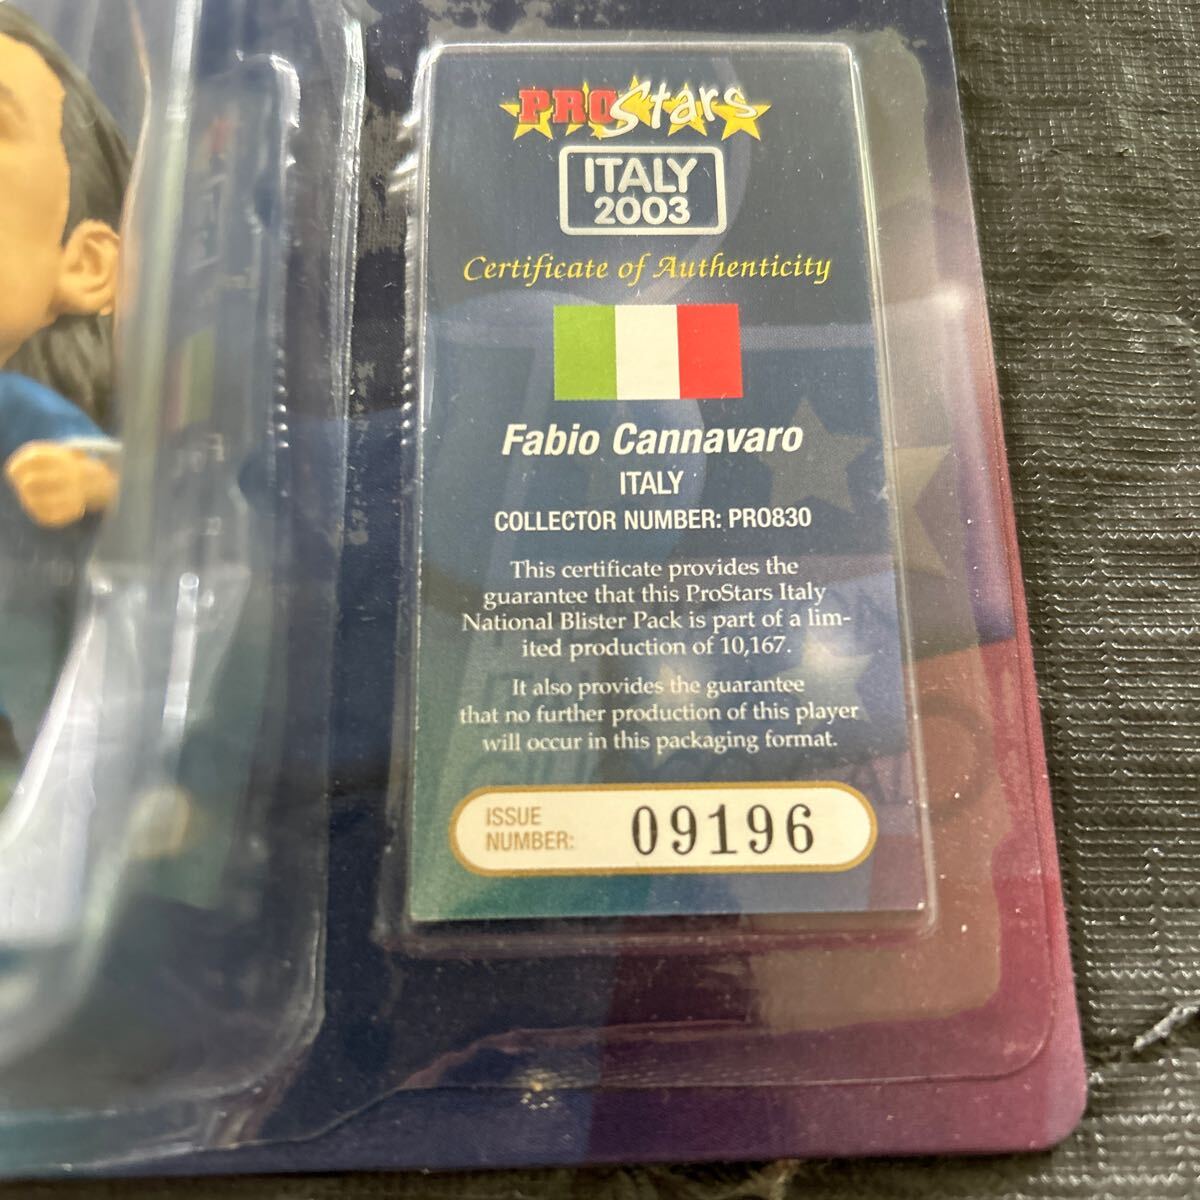 PROStars
ITALY
2003
Certificate of Authenticity
Fabio Cannavaro
ITALY
COLLECTOR NUMBER: PRO830
This certificate provides the
guarantee that this ProStars Italy
National Blister Pack is part of a lim-
ited production of 10,167.
It also provides the guarantee
that no further production of this player
will occur in this packaging format.
ISSUE
NUMBER: 09196